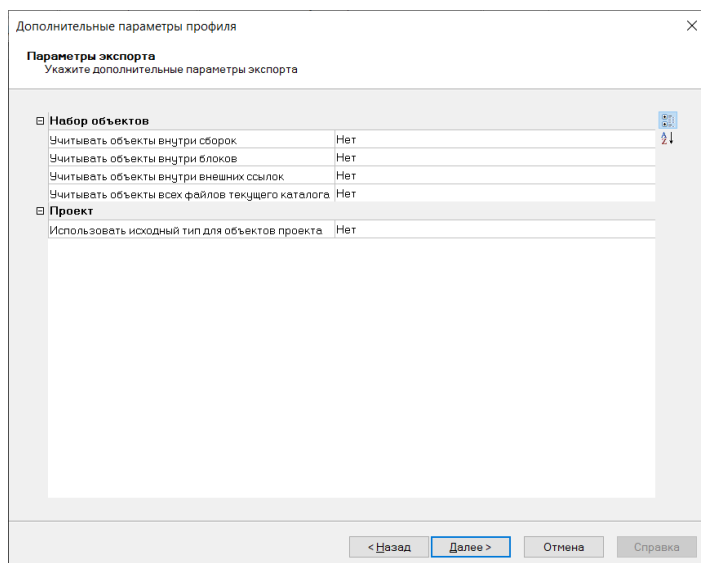 Дополнительные параметры профиля
Параметры экспорта
Укажите дополнительные параметры экспорта
Набор объектов
Учитывать объекты внутри сборок Нет
Учитывать объекты внутри блоков Нет
Учитывать объекты внутри внешних ссылок Нет
Учитывать объекты всех файлов текущего каталога Нет
Проект
Использовать исходный тип для объектов проекта Нет
< Назад Далее > Отмена Справка